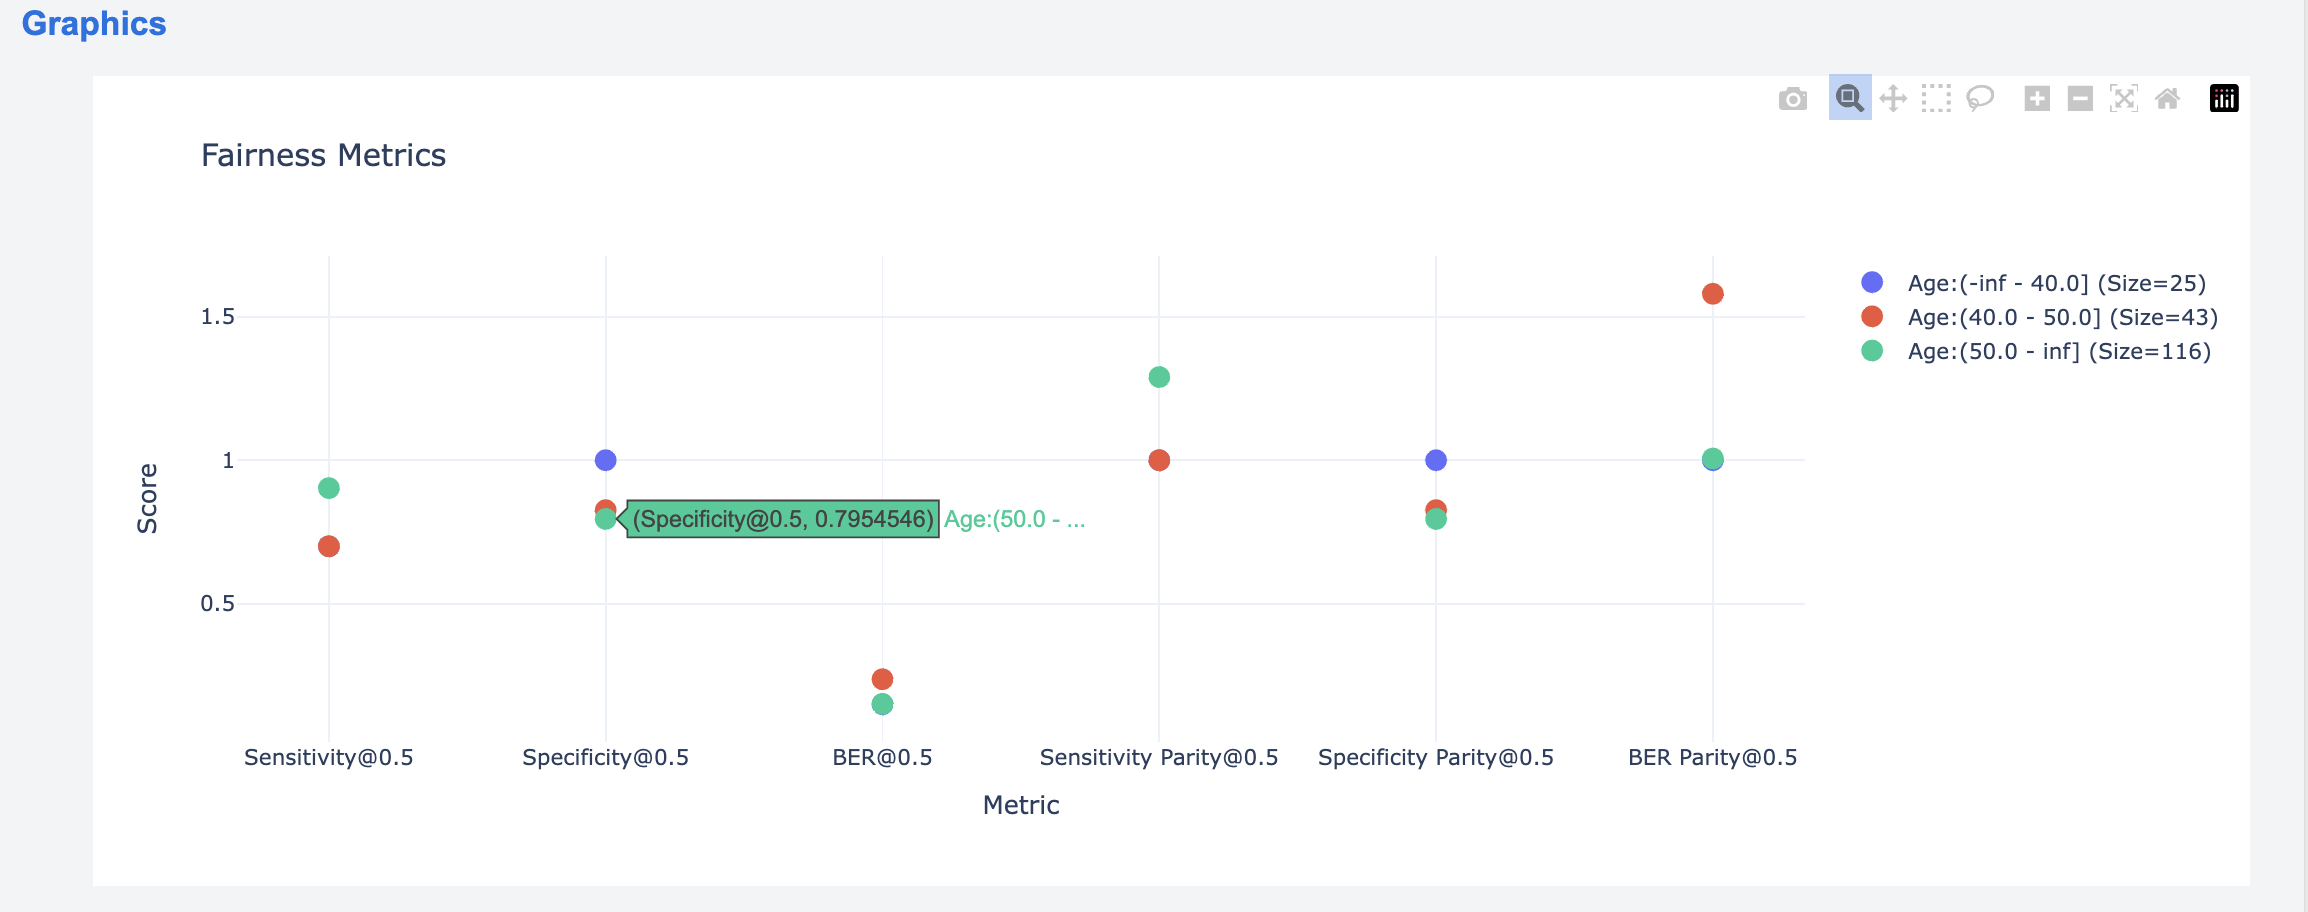 Graphics
Fairness Metrics
1.5
1
0.5
Score
(Specificity@0.5, 0.7954546) Age:(50.0 - ...
Sensitivity@0.5 Specificity@0.5 BER@0.5 Sensitivity Parity@0.5 Specificity Parity@0.5 BER Parity@0.5
Metric
Age:(-inf - 40.0] (Size=25)
Age:(40.0 - 50.0] (Size=43)
Age:(50.0 - inf] (Size=116)